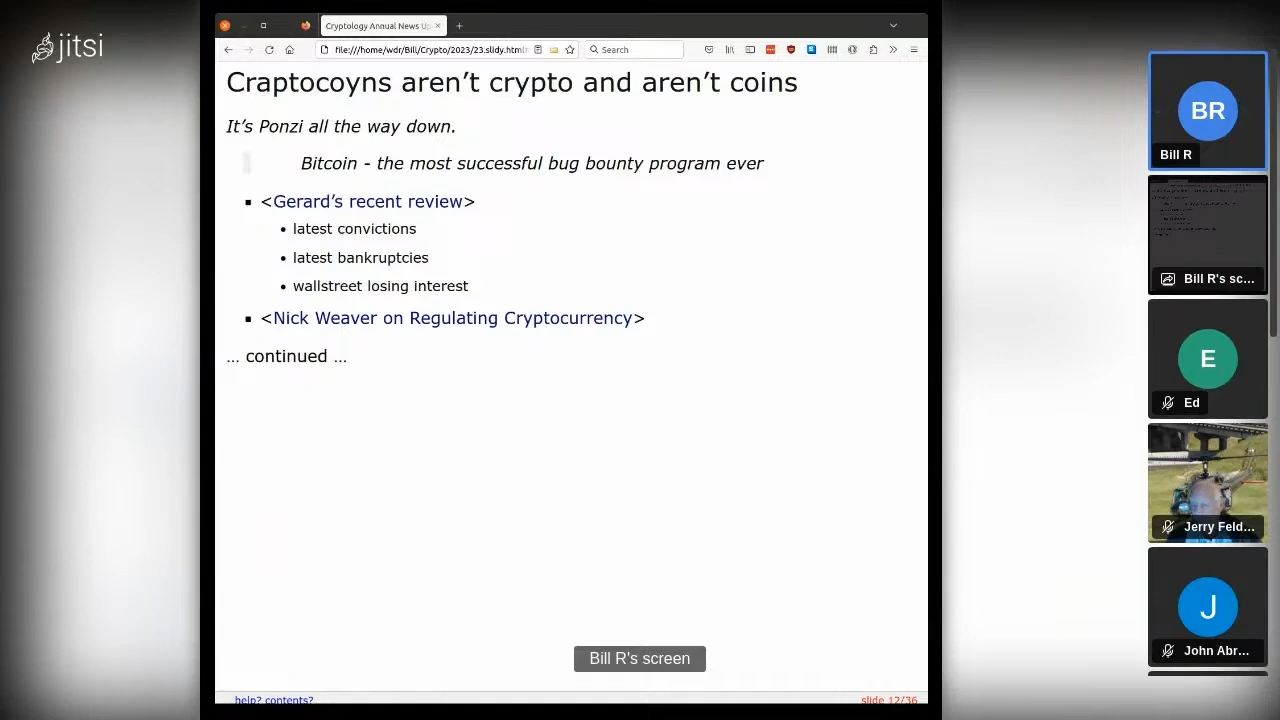 jitsi
Cryptology Annual News Up
file:///home/wdr/Bill/Crypto/2023/23.slidy.html
Search
Craptocoyns aren’t crypto and aren’t coins
It’s Ponzi all the way down.
Bitcoin - the most successful bug bounty program ever
<Gerard’s recent review>
latest convictions
latest bankruptcies
wallstreet losing interest
<Nick Weaver on Regulating Cryptocurrency>
… continued …
Bill R's screen
help? contents?
slide 12/36
BR
Bill R
Bill R's sc...
E
Ed
Jerry Feld...
J
John Abr...